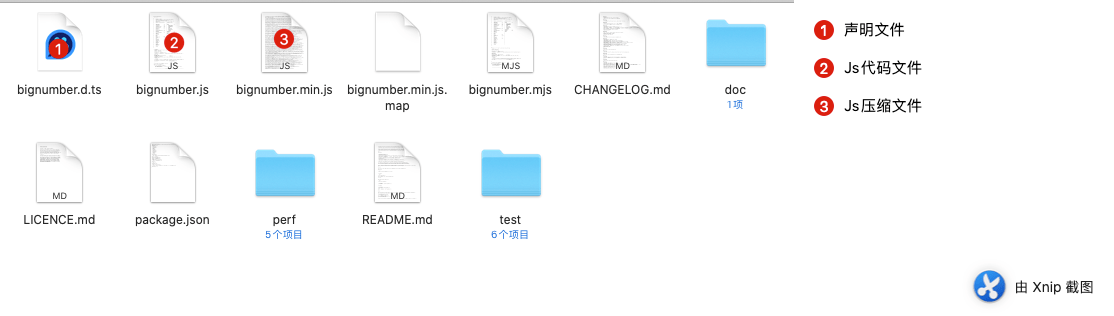 1 声明文件
2 Js代码文件
3 Js压缩文件
1
2
JS
3
JS
MJS
MD
bignumber.d.ts
bignumber.js
bignumber.min.js
bignumber.min.js.
map
bignumber.mjs
CHANGELOG.md
doc
1项
MD
MD
LICENCE.md
package.json
perf
5个项目
README.md
test
6个项目
由 Xnip 截图